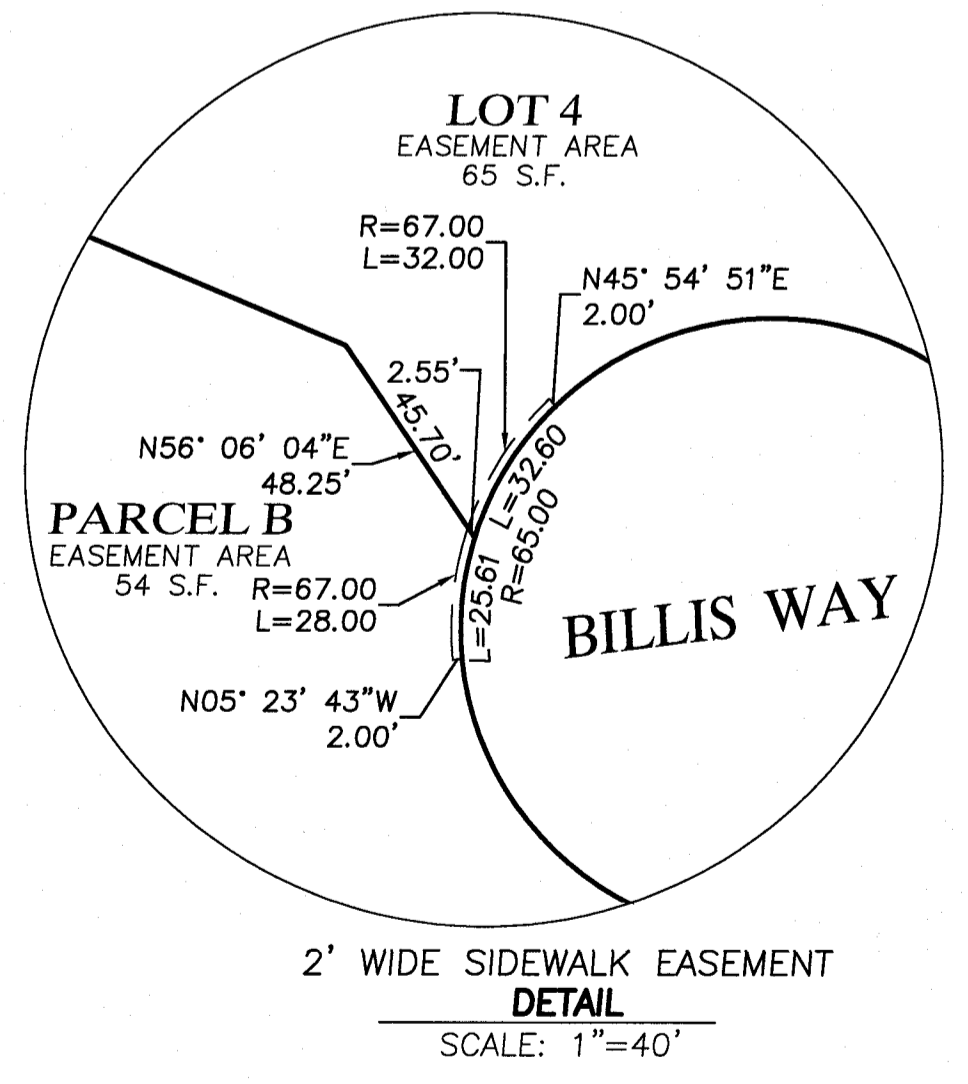 LOT 4
EASEMENT AREA
65 S.F.
R=67.00
L=32.00
N45° 54' 51"E
2.00'
2.55'
45.70'
N56° 06' 04"E
48.25'
L=32.60
R=65.00
PARCEL B
EASEMENT AREA
54 S.F.
R=67.00
L=28.00
L=25.61
BILLIS WAY
N05° 23' 43"W
2.00'
2' WIDE SIDEWALK EASEMENT
DETAIL
SCALE: 1"=40'